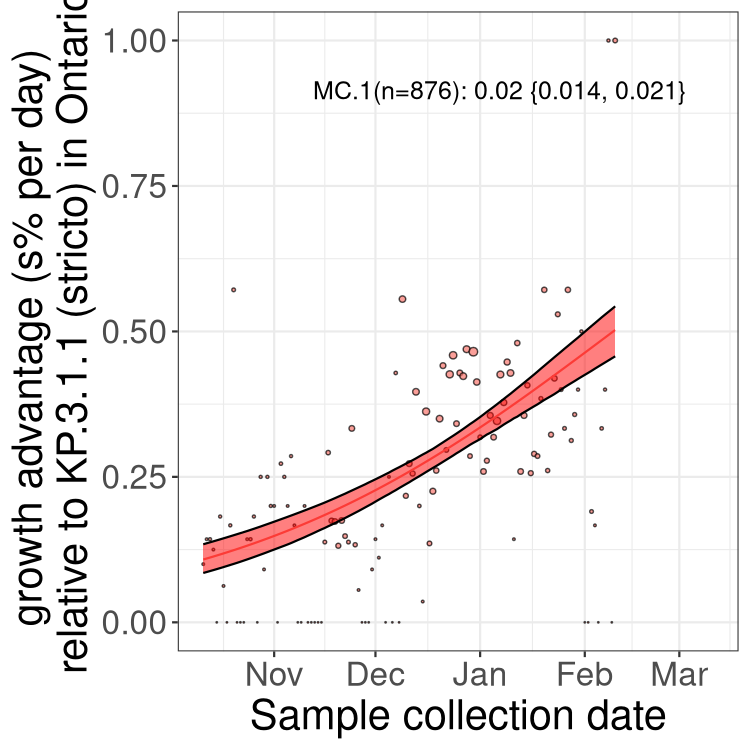 growth advantage (s% per day)
relative to KP.3.1.1 (stricto) in Ontario
1.00
0.75
0.50
0.25
0.00
MC.1(n=876): 0.02 {0.014, 0.021}
Nov Dec Jan Feb Mar
Sample collection date